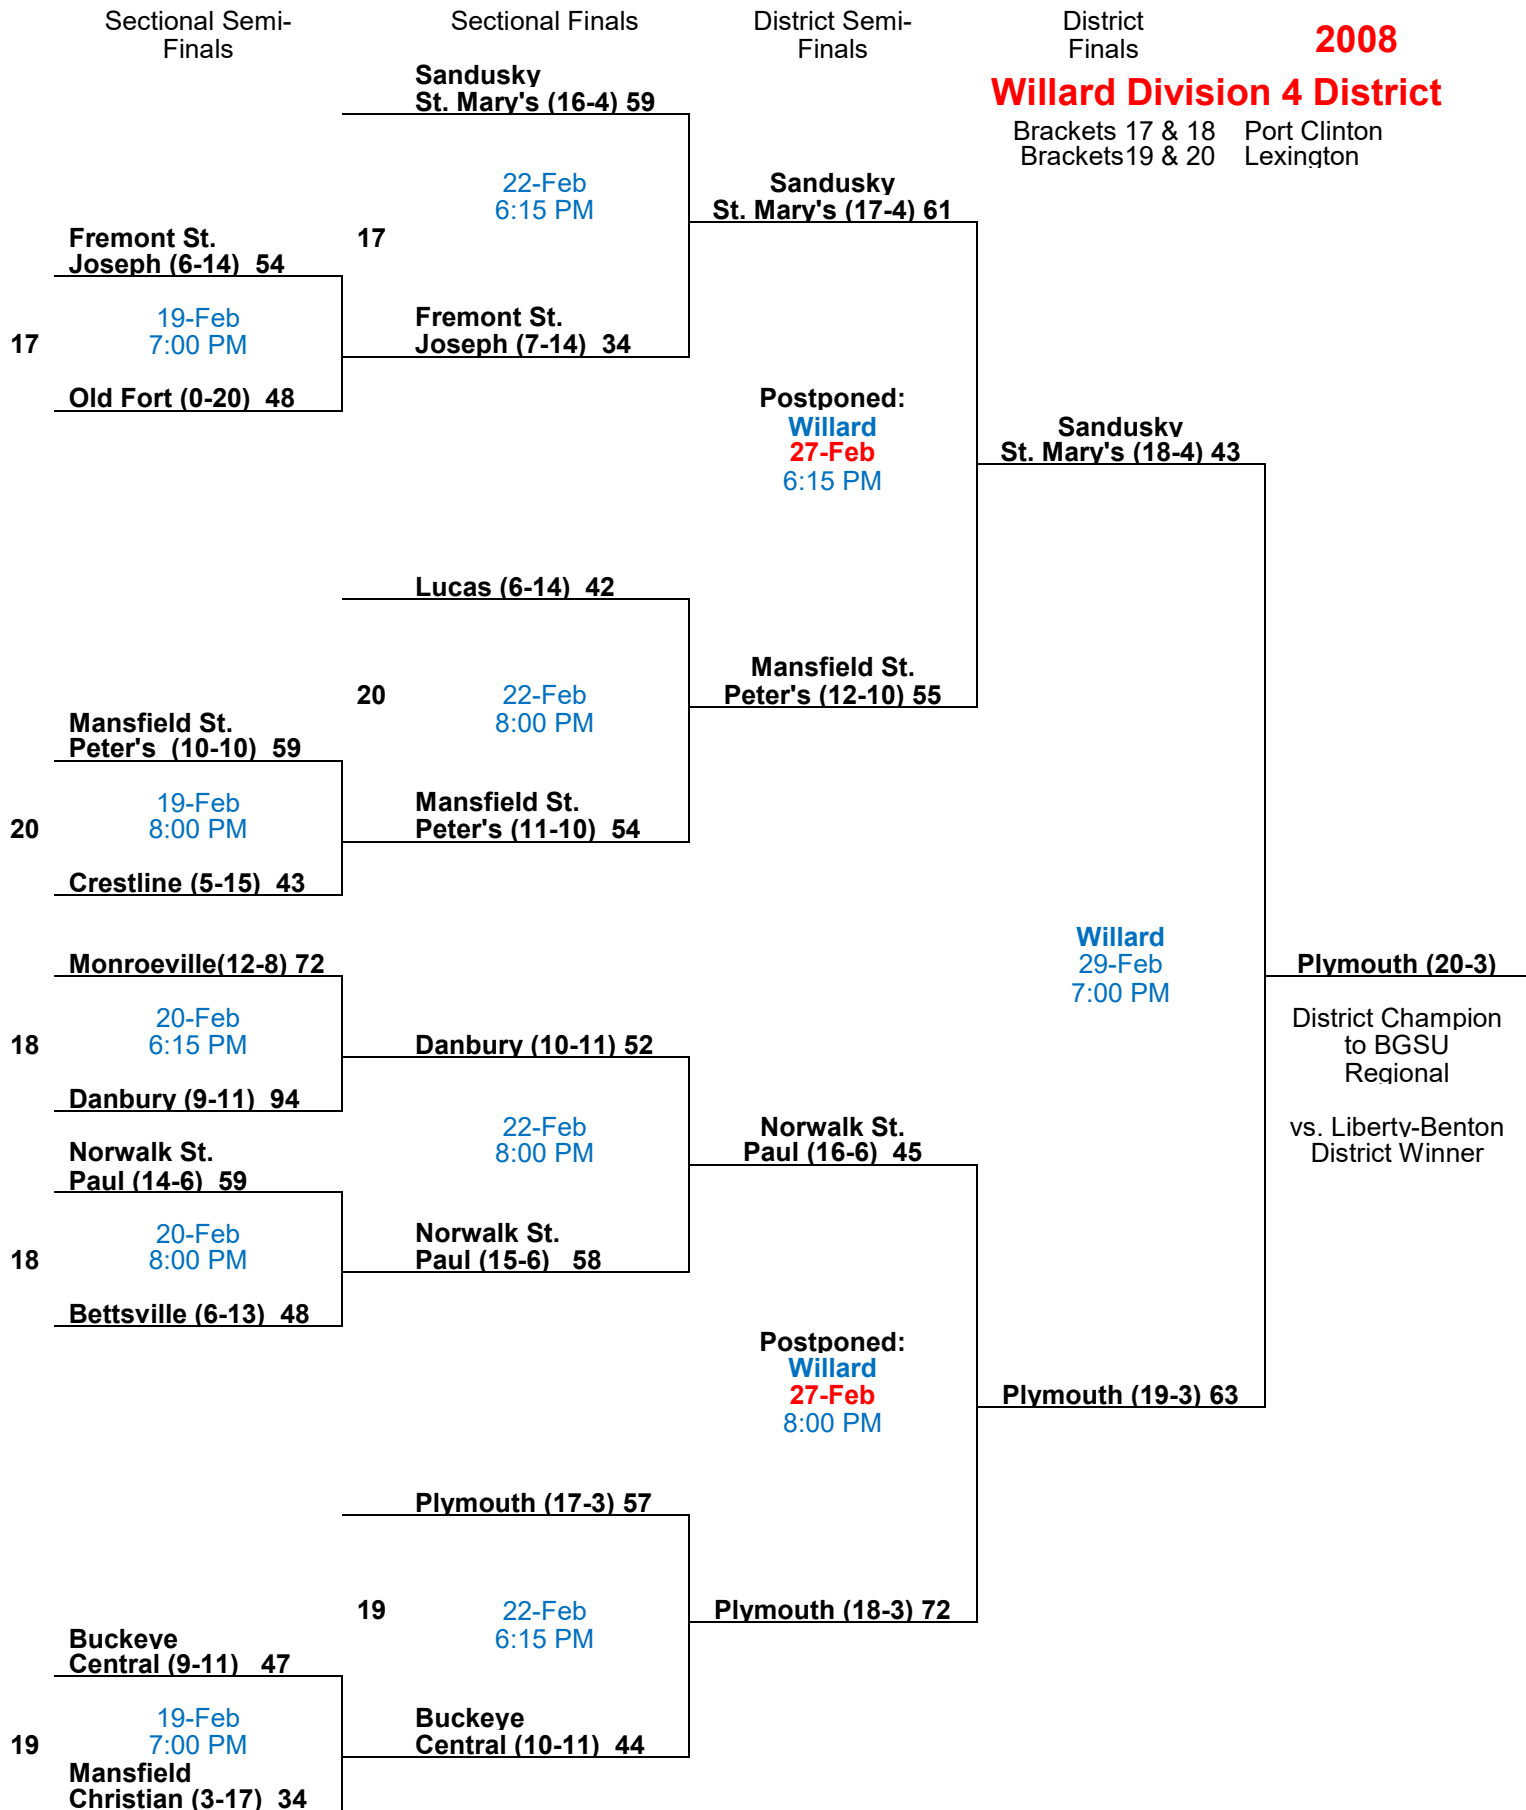 Sectional Semi-
Finals
Sectional Finals
District Semi-
Finals
District
Finals
2008
Willard Division 4 District
Brackets 17 & 18 Port Clinton
Brackets19 & 20 Lexington
Sandusky
St. Mary's (16-4) 59
22-Feb
6:15 PM
Sandusky
St. Mary's (17-4) 61
Fremont St.
Joseph (6-14) 54
17
19-Feb
7:00 PM
17
Fremont St.
Joseph (7-14) 34
Old Fort (0-20) 48
Postponed:
Willard
27-Feb
6:15 PM
Sandusky
St. Mary's (18-4) 43
Lucas (6-14) 42
Mansfield St.
Peter's (12-10) 55
20
22-Feb
8:00 PM
Mansfield St.
Peter's (10-10) 59
19-Feb
8:00 PM
20
Mansfield St.
Peter's (11-10) 54
Crestline (5-15) 43
Willard
29-Feb
7:00 PM
Plymouth (20-3)
Monroeville(12-8) 72
20-Feb
6:15 PM
18
Danbury (10-11) 52
District Champion
to BGSU
Regional
Danbury (9-11) 94
22-Feb
8:00 PM
Norwalk St.
Paul (16-6) 45
vs. Liberty-Benton
District Winner
Norwalk St.
Paul (14-6) 59
20-Feb
8:00 PM
18
Norwalk St.
Paul (15-6) 58
Bettsville (6-13) 48
Postponed:
Willard
27-Feb
8:00 PM
Plymouth (19-3) 63
Plymouth (17-3) 57
19
22-Feb
6:15 PM
Plymouth (18-3) 72
Buckeye
Central (9-11) 47
19-Feb
7:00 PM
19
Buckeye
Central (10-11) 44
Mansfield
Christian (3-17) 34